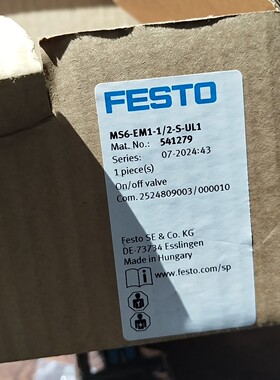 FESTO
MS6-EM1-1/2-S-UL1
Mat. No.: 541279
Series: 07-2024:43
1 piece(s)
On/off valve
Com. 2524809003/000010
Festo SE & Co. KG
DE-73734 Esslingen
Made in Hungary
www.festo.com/sp